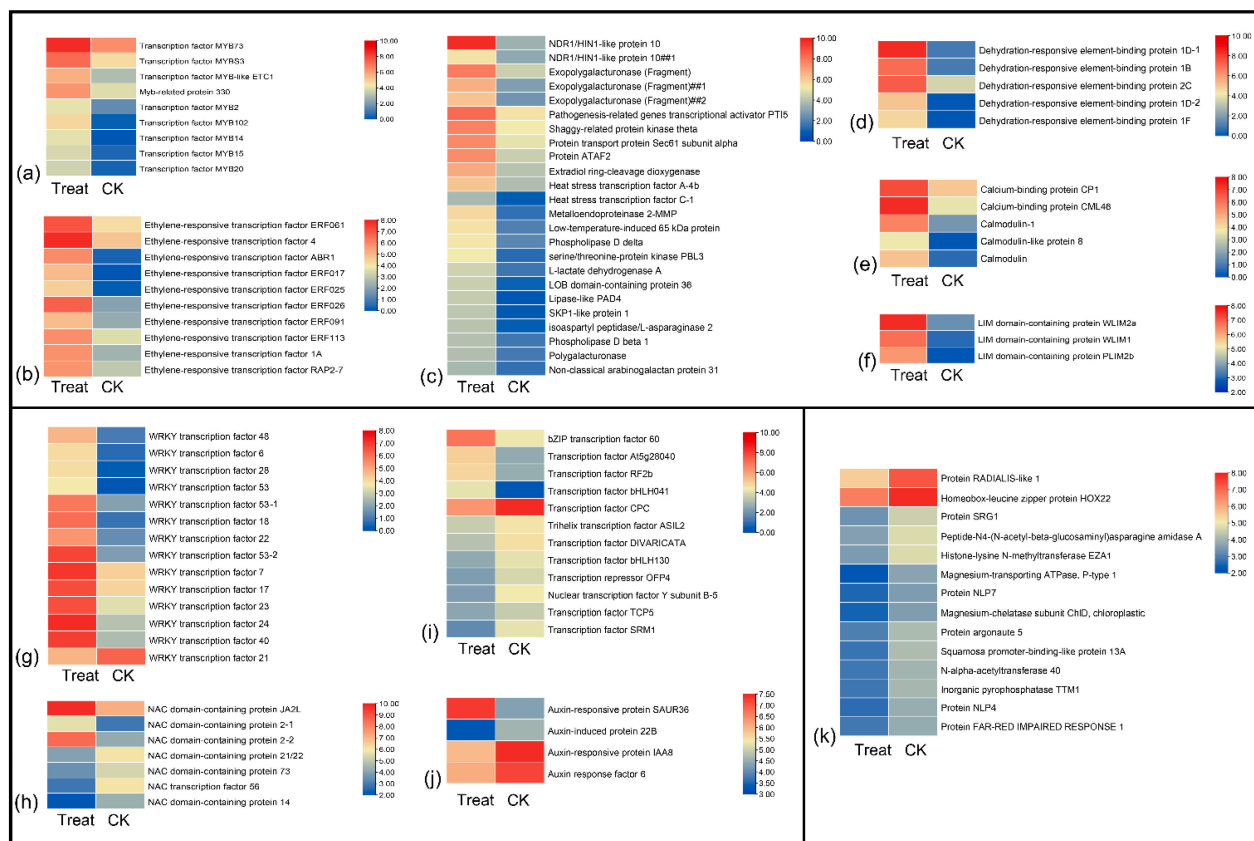 Transcription factor MYB73
Transcription factor MYBS3
Transcription factor MYB-like ETC1
Myb-related protein 330
Transcription factor MYB2
Transcription factor MYB102
Transcription factor MYB14
Transcription factor MYB15
Transcription factor MYB20
10.00
8.00
6.00
4.00
2.00
0.00
(a)
Treat CK
Ethylene-responsive transcription factor ERF061
Ethylene-responsive transcription factor 4
Ethylene-responsive transcription factor ABR1
Ethylene-responsive transcription factor ERF017
Ethylene-responsive transcription factor ERF025
Ethylene-responsive transcription factor ERF026
Ethylene-responsive transcription factor ERF091
Ethylene-responsive transcription factor ERF113
Ethylene-responsive transcription factor 1A
Ethylene-responsive transcription factor RAP2-7
8.00
6.00
4.00
2.00
0.00
(b)
Treat CK
NDR1/HIN1-like protein 10
NDR1/HIN1-like protein 10##1
Exopolygalacturonase (Fragment)
Exopolygalacturonase (Fragment)##1
Exopolygalacturonase (Fragment)##2
Pathogenesis-related genes transcriptional activator PTI5
Shaggy-related protein kinase theta
Protein transport protein Sec61 subunit alpha
Protein ATAF2
Extradiol ring-cleavage dioxygenase
Heat stress transcription factor A-4b
Heat stress transcription factor C-1
Metalloendoproteinase 2-MMP
Low-temperature-induced 65 kDa protein
Phospholipase D delta
serine/threonine-protein kinase PBL3
L-lactate dehydrogenase A
LOB domain-containing protein 36
Lipase-like PAD4
SKP1-like protein 1
isoaspartyl peptidase/L-asparaginase 2
Phospholipase D beta 1
Polygalacturonase
Non-classical arabinogalactan protein 31
10.00
8.00
6.00
4.00
2.00
0.00
(c)
Treat CK
Dehydration-responsive element-binding protein 1D-1
Dehydration-responsive element-binding protein 1B
Dehydration-responsive element-binding protein 2C
Dehydration-responsive element-binding protein 1D-2
Dehydration-responsive element-binding protein 1F
10.00
8.00
6.00
4.00
2.00
0.00
(d)
Treat CK
Calcium-binding protein CP1
Calcium-binding protein CML46
Calmodulin-1
Calmodulin-like protein 8
Calmodulin
8.00
7.00
6.00
5.00
4.00
3.00
2.00
1.00
0.00
(e)
Treat CK
LIM domain-containing protein WLIM2a
LIM domain-containing protein WLIM1
LIM domain-containing protein PLIM2b
8.00
7.00
6.00
5.00
4.00
3.00
2.00
(f)
Treat CK
WRKY transcription factor 48
WRKY transcription factor 6
WRKY transcription factor 28
WRKY transcription factor 53
WRKY transcription factor 53-1
WRKY transcription factor 18
WRKY transcription factor 22
WRKY transcription factor 53-2
WRKY transcription factor 7
WRKY transcription factor 17
WRKY transcription factor 23
WRKY transcription factor 24
WRKY transcription factor 40
WRKY transcription factor 21
8.00
6.00
4.00
2.00
0.00
(g)
Treat CK
NAC domain-containing protein JA2L
NAC domain-containing protein 2-1
NAC domain-containing protein 2-2
NAC domain-containing protein 21/22
NAC domain-containing protein 73
NAC transcription factor 56
NAC domain-containing protein 14
10.00
9.00
8.00
7.00
6.00
5.00
4.00
3.00
2.00
(h)
Treat CK
bZIP transcription factor 60
Transcription factor At5g28040
Transcription factor RF2b
Transcription factor bHLH041
Transcription factor CPC
Trihelix transcription factor ASIL2
Transcription factor DIVARICATA
Transcription factor bHLH130
Transcription repressor OFP4
Nuclear transcription factor Y subunit B-5
Transcription factor TCP5
Transcription factor SRM1
10.00
8.00
6.00
4.00
2.00
0.00
(i)
Treat CK
Auxin-responsive protein SAUR36
Auxin-induced protein 22B
Auxin-responsive protein IAA8
Auxin response factor 6
7.50
7.00
6.50
6.00
5.50
5.00
4.50
4.00
3.50
3.00
(j)
Treat CK
Protein RADIALIS-like 1
Homeobox-leucine zipper protein HOX22
Protein SRG1
Peptide-N4-(N-acetyl-beta-glucosaminyl)asparagine amidase A
Histone-lysine N-methyltransferase EZA1
Magnesium-transporting ATPase, P-type 1
Protein NLP7
Magnesium-chelatase subunit ChlD, chloroplastic
Protein argonaute 5
Squamosa promoter-binding-like protein 13A
N-alpha-acetyltransferase 40
Inorganic pyrophosphatase TTM1
Protein NLP4
Protein FAR-RED IMPAIRED RESPONSE 1
8.00
7.00
6.00
5.00
4.00
3.00
2.00
(k)
Treat CK